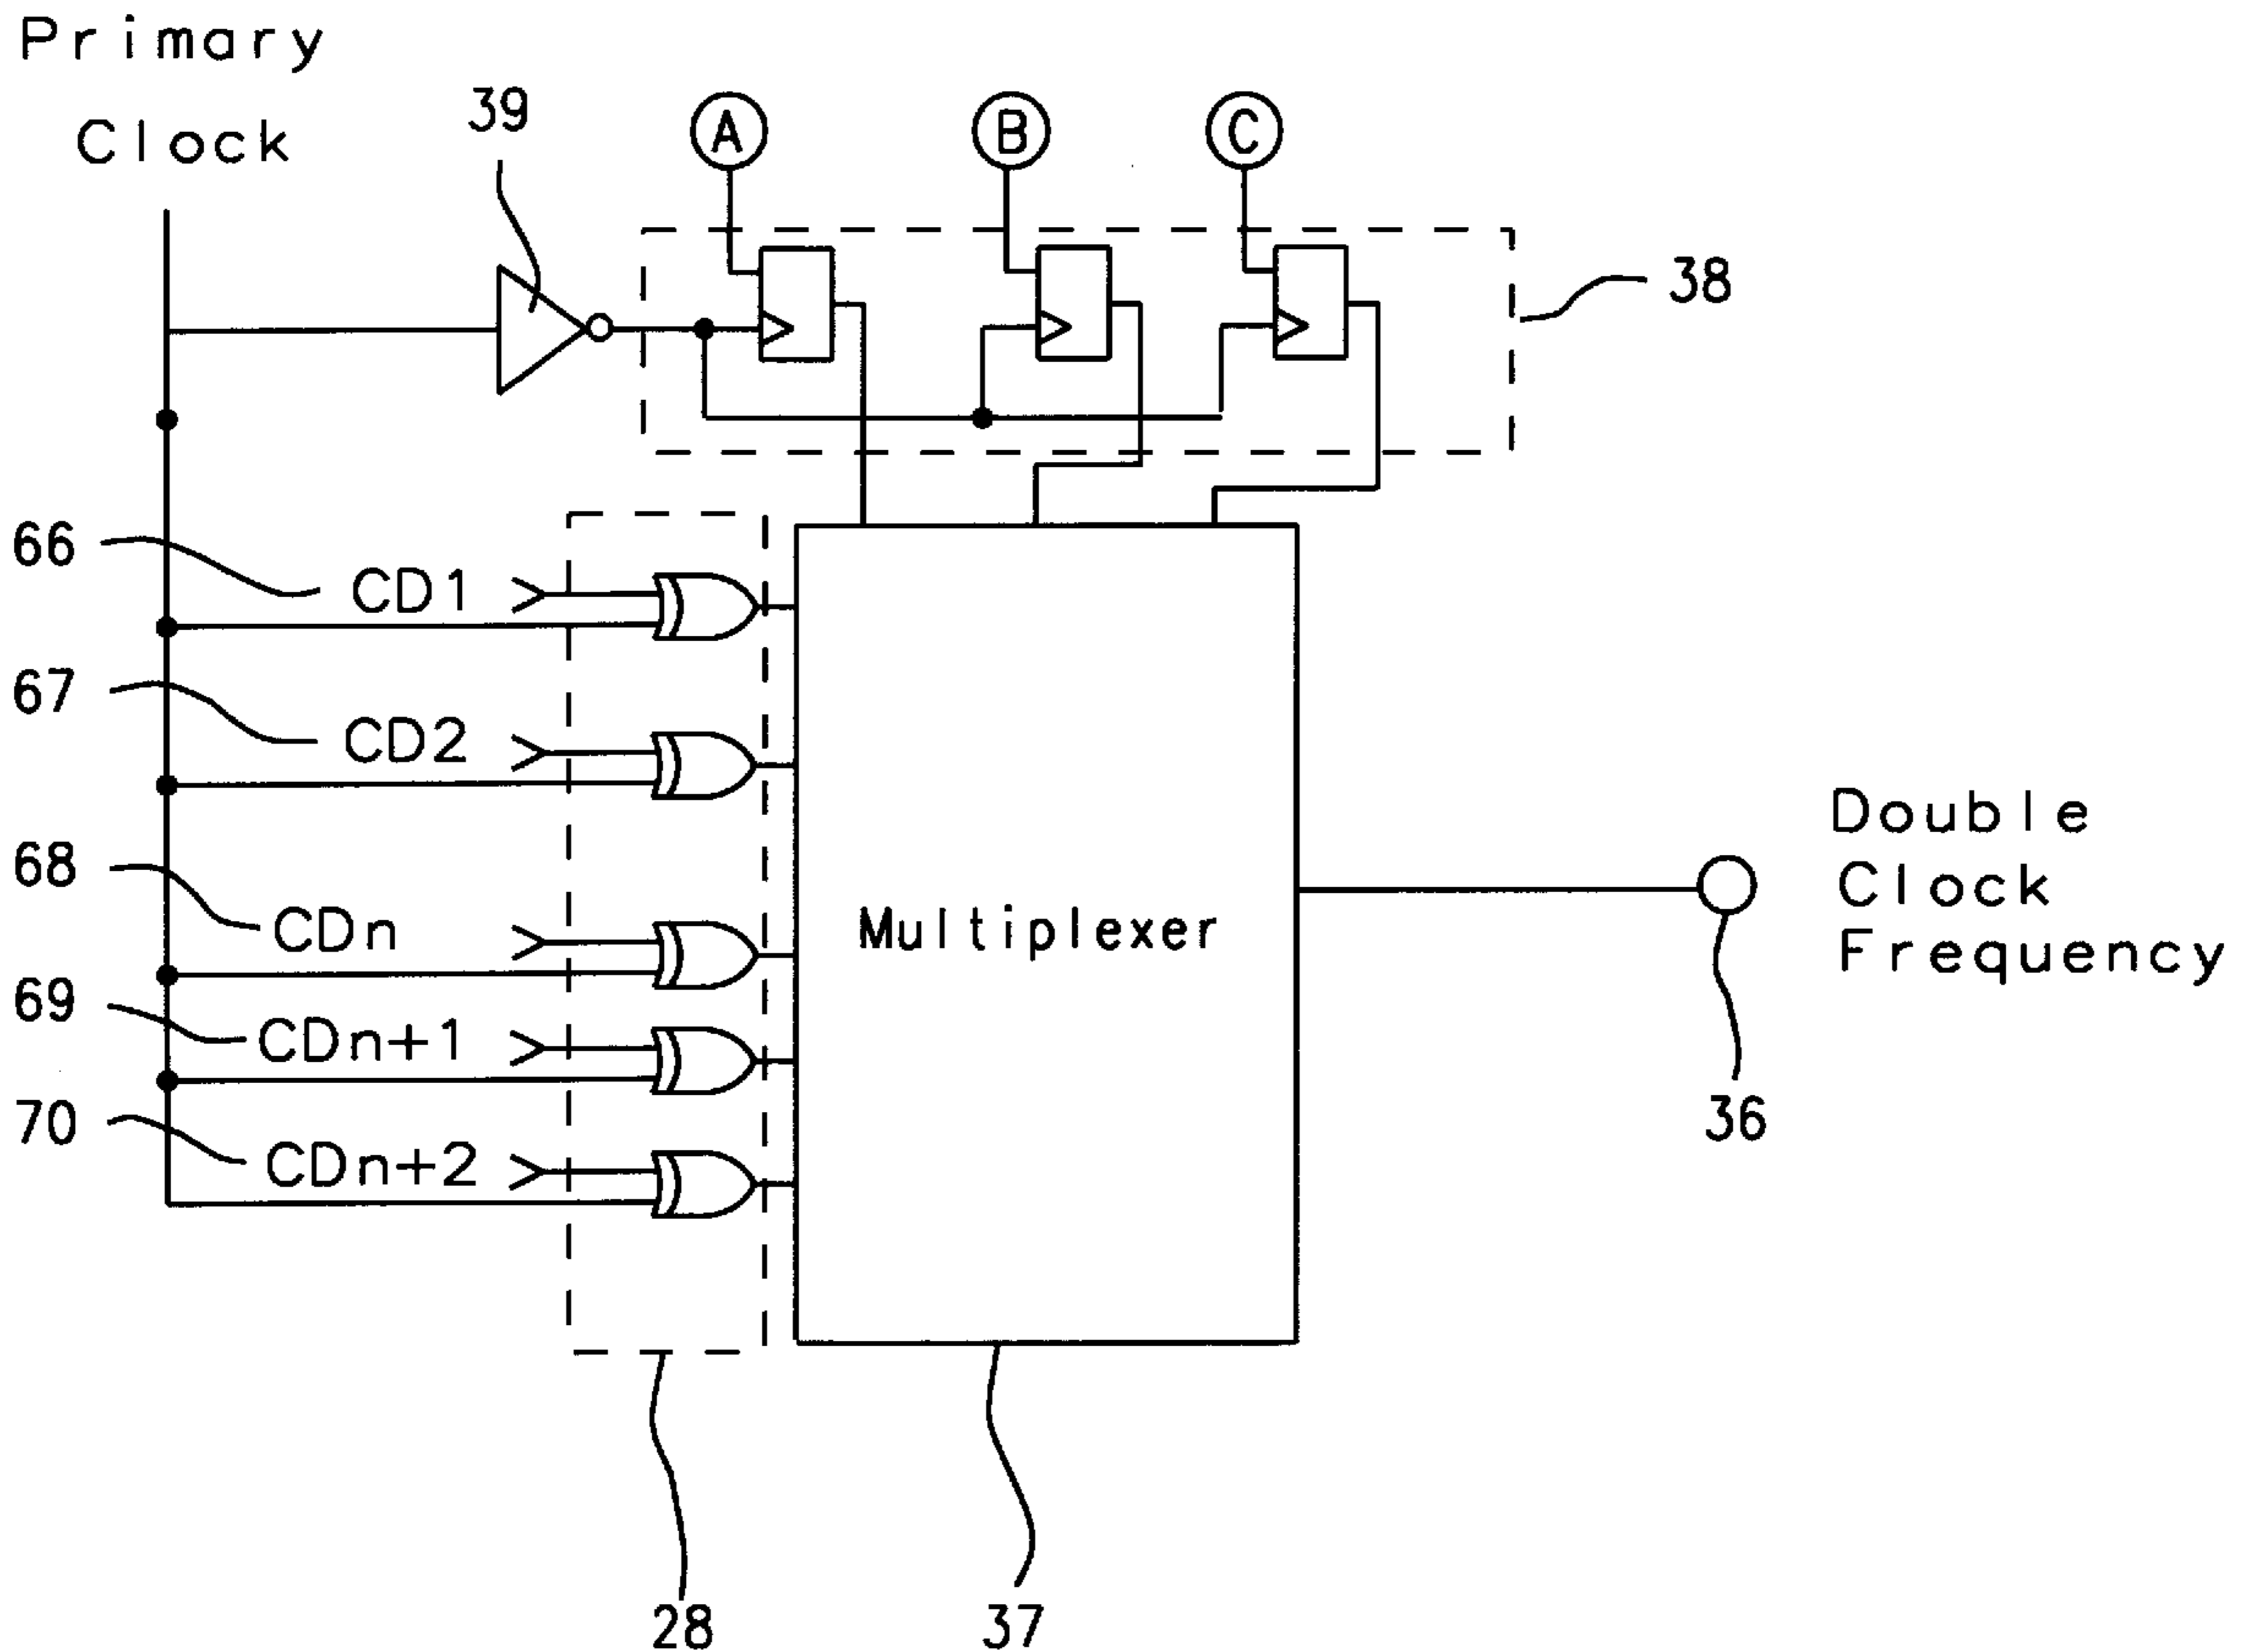 Primary
Clock
39
A
B
C
38
66
CD1
67
CD2
68
CDn
69
CDn+1
70
CDn+2
Multiplexer
Double
Clock
Frequency
36
28
37